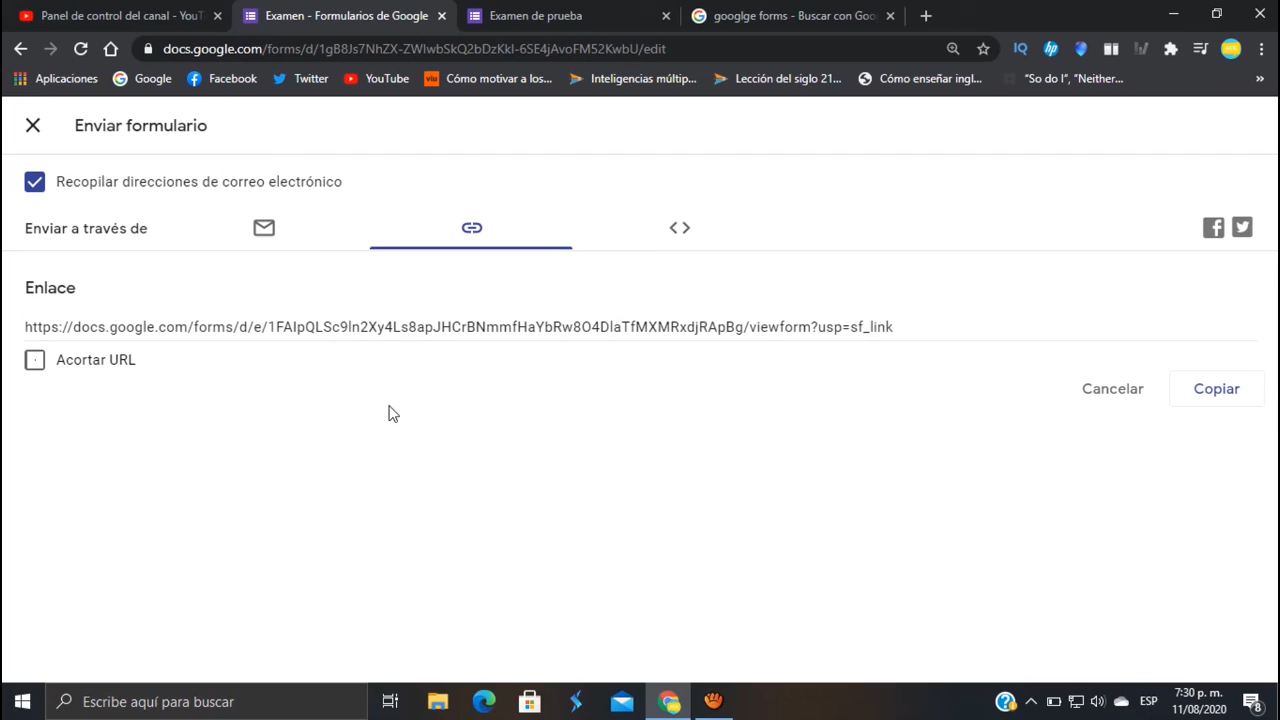 Panel de control del canal - YouT
Examen - Formularios de Google
Examen de prueba
googlge forms - Buscar con Goo
docs.google.com/forms/d/1gB8Js7NhZX-ZWlwbSkQ2bDzKkl-6SE4jAvoFM52KwbU/edit
Aplicaciones
Google
Facebook
Twitter
YouTube
Cómo motivar a los...
Inteligencias múltip...
Lección del siglo 21...
Cómo enseñar ingl...
"So do I", "Neither...
Enviar formulario
Recopilar direcciones de correo electrónico
Enviar a través de
Enlace
https://docs.google.com/forms/d/e/1FAIpQLSc9ln2Xy4Ls8apJHCrBNmmfHaYbRw8O4DlaTfMXMRxdjRApBg/viewform?usp=sf_link
Acortar URL
Cancelar
Copiar
Escribe aquí para buscar
ESP
7:30 p. m.
11/08/2020
8